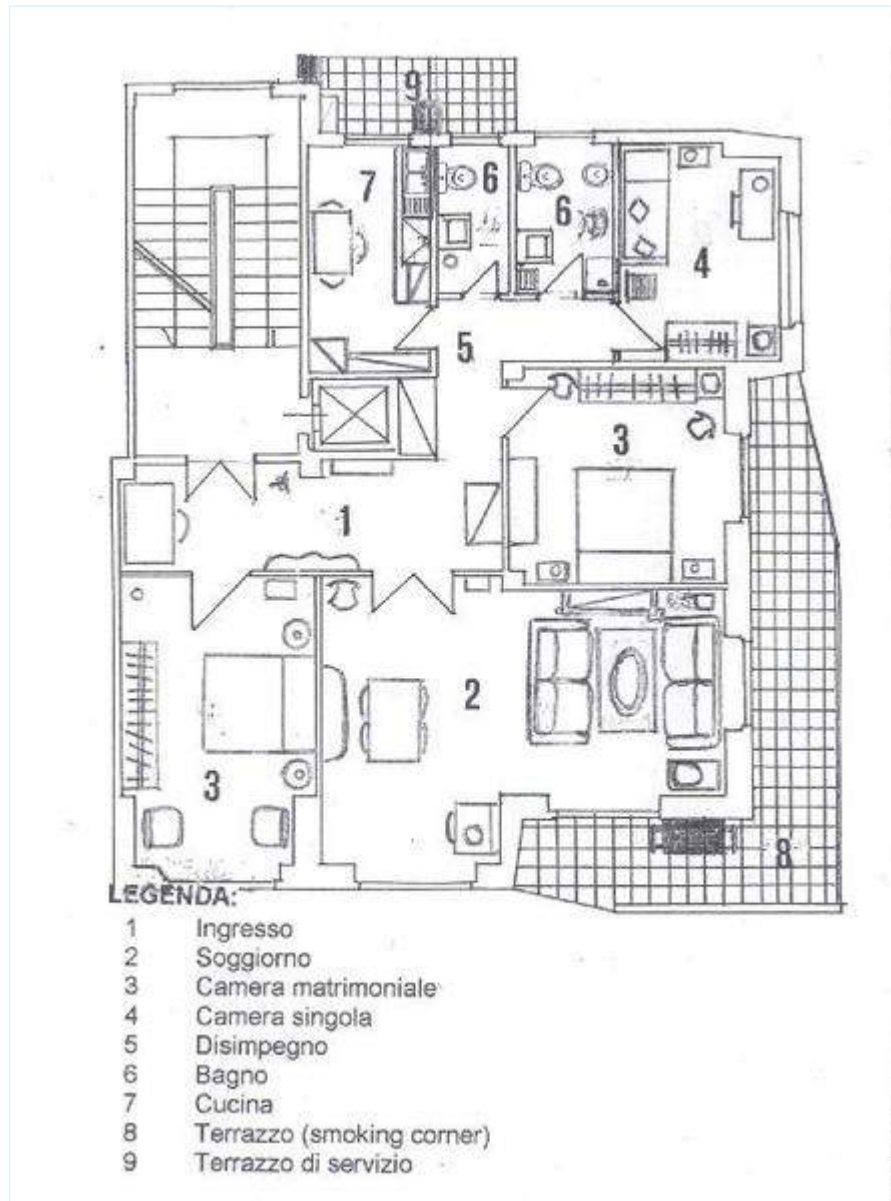 9
7
6
6
4
5
3
1
2
3
8
LEGENDA:
1 Ingresso
2 Soggiorno
3 Camera matrimoniale
4 Camera singola
5 Disimpegno
6 Bagno
7 Cucina
8 Terrazzo (smoking corner)
9 Terrazzo di servizio